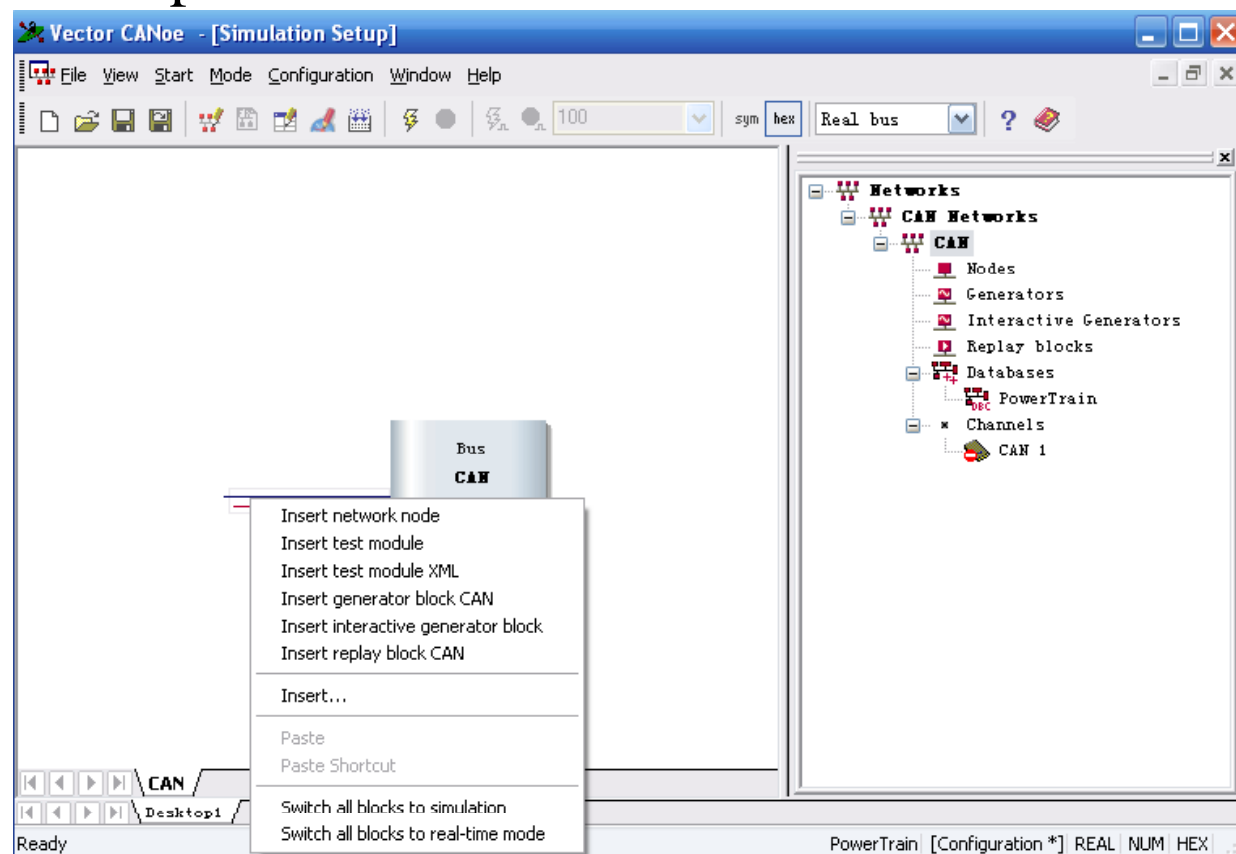 Vector CANoe - [Simulation Setup]
File View Start Mode Configuration Window Help
100 sym hex Real bus
Networks
CAN Networks
CAN
Nodes
Generators
Interactive Generators
Replay blocks
Databases
DBC PowerTrain
Channels
CAN 1
Bus
CAN
Insert network node
Insert test module
Insert test module XML
Insert generator block CAN
Insert interactive generator block
Insert replay block CAN
Insert...
Paste
Paste Shortcut
Switch all blocks to simulation
Switch all blocks to real-time mode
CAN
Desktop1
Ready PowerTrain [Configuration *] REAL NUM HEX